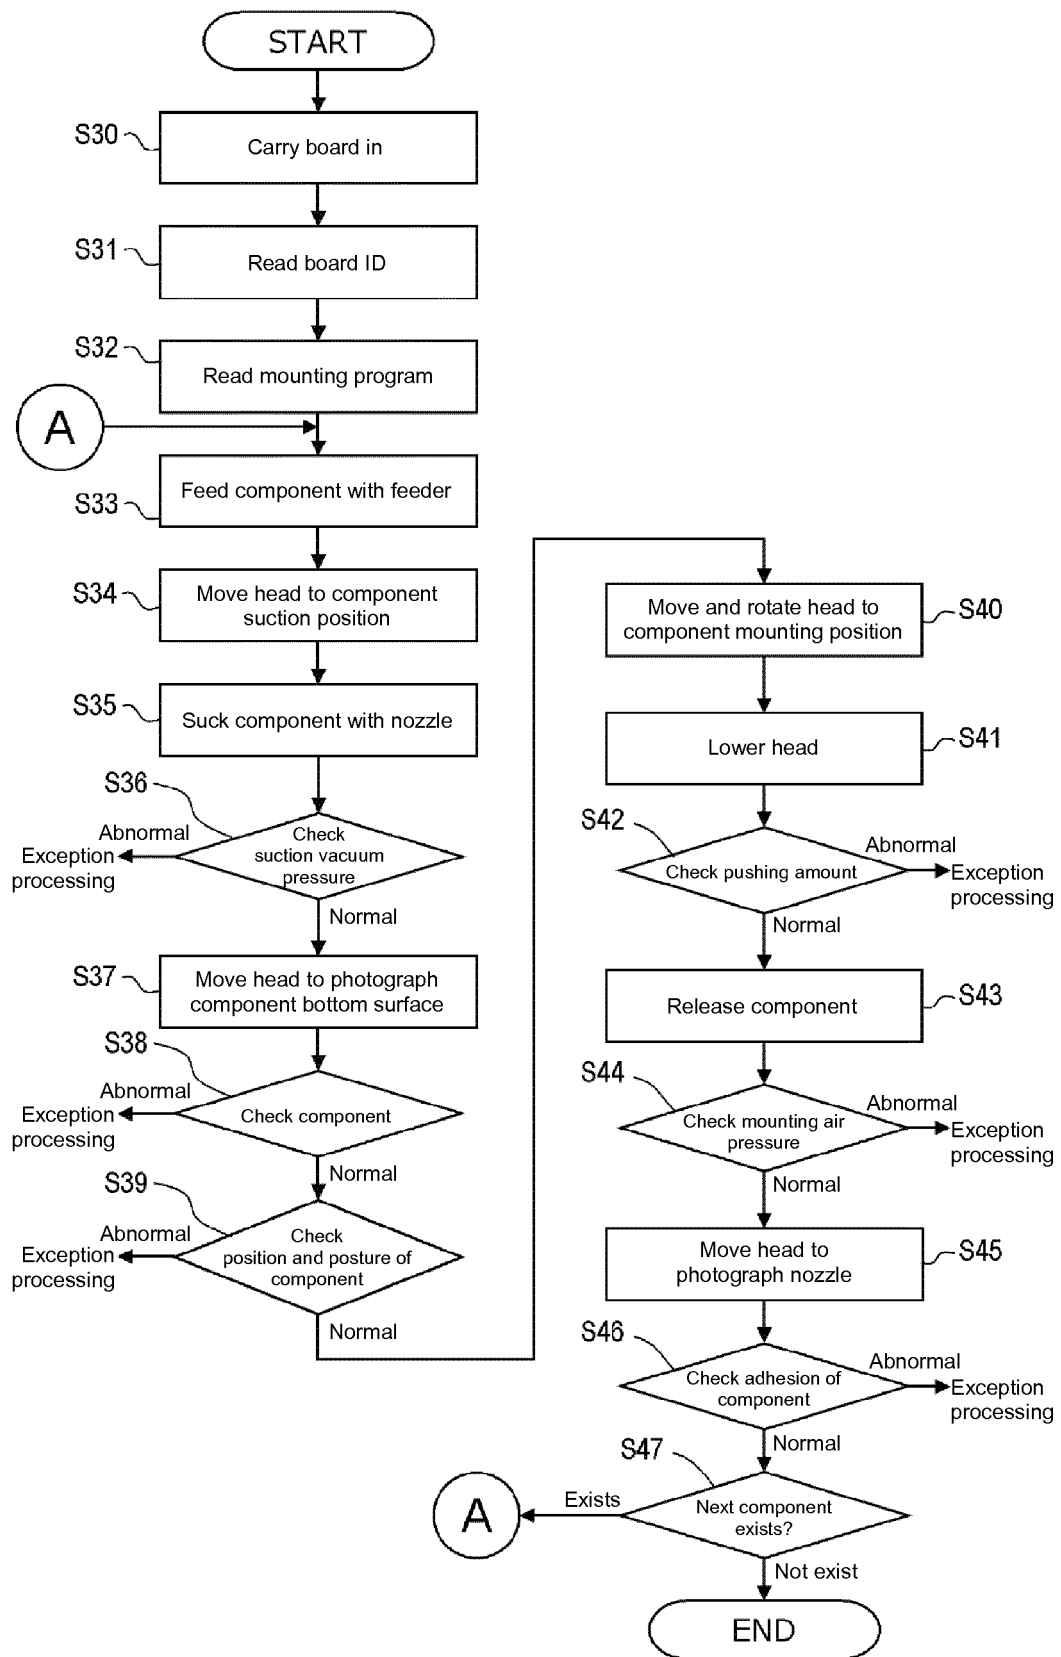 START
S30
Carry board in
S31
Read board ID
S32
Read mounting program
A
S33
Feed component with feeder
S34
Move head to component
suction position
S35
Suck component with nozzle
S36
Check
suction vacuum
pressure
Abnormal
Exception
processing
Normal
S37
Move head to photograph
component bottom surface
S38
Check component
Abnormal
Exception
processing
Normal
S39
Check
position and posture of
component
Abnormal
Exception
processing
Normal
Move and rotate head to
component mounting position
S40
Lower head
S41
S42
Check pushing amount
Abnormal
Exception
processing
Normal
Release component
S43
S44
Check mounting air
pressure
Abnormal
Exception
processing
Normal
Move head to
photograph nozzle
S45
S46
Check adhesion of
component
Abnormal
Exception
processing
Normal
S47
Next component
exists?
Exists
A
Not exist
END